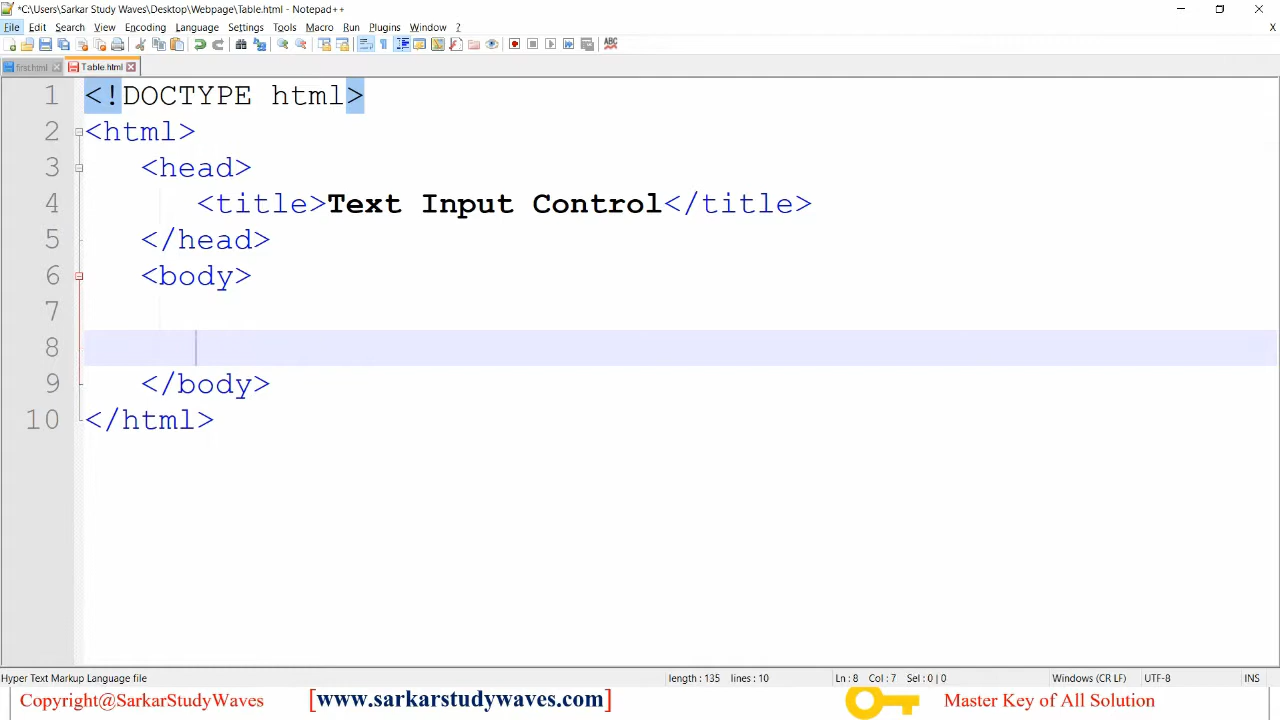 *C:\Users\Sarkar Study Waves\Desktop\Webpage\Table.html - Notepad++
File Edit Search View Encoding Language Settings Tools Macro Run Plugins Window ? X
first.html Table.html
1 <!DOCTYPE html>
2 <html>
3 <head>
4 <title>Text Input Control</title>
5 </head>
6 <body>
7
8
9 </body>
10 </html>
Hyper Text Markup Language file length : 135 lines : 10 Ln : 8 Col : 7 Sel : 0 | 0 Windows (CR LF) UTF-8 INS
Copyright@SarkarStudyWaves [www.sarkarstudywaves.com] Master Key of All Solution